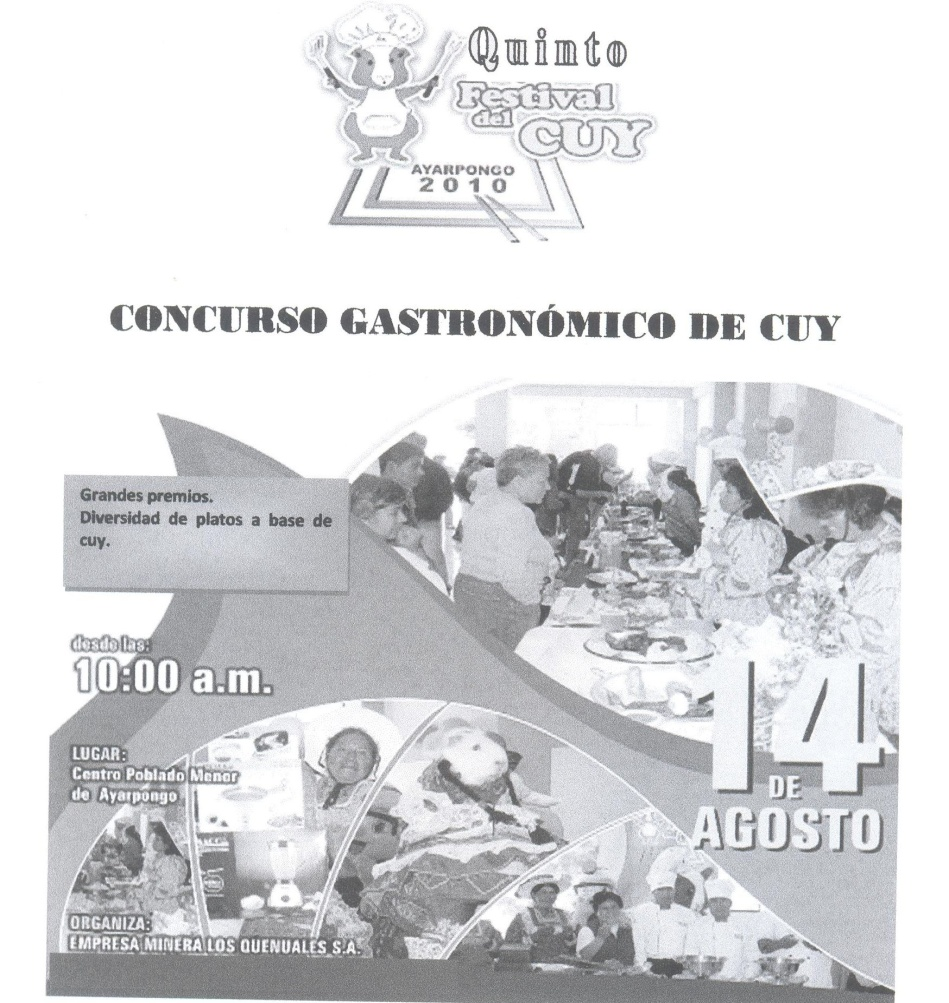 Quinto
Festival
del CUY
AYARPONGO
2010
CONCURSO GASTRONÓMICO DE CUY
Grandes premios.
Diversidad de platos a base de
cuy.
desde las:
10:00 a.m.
14
DE
AGOSTO
LUGAR:
Centro Poblado Menor
de Ayarpongo
ORGANIZA:
EMPRESA MINERA LOS QUENUALES S.A.